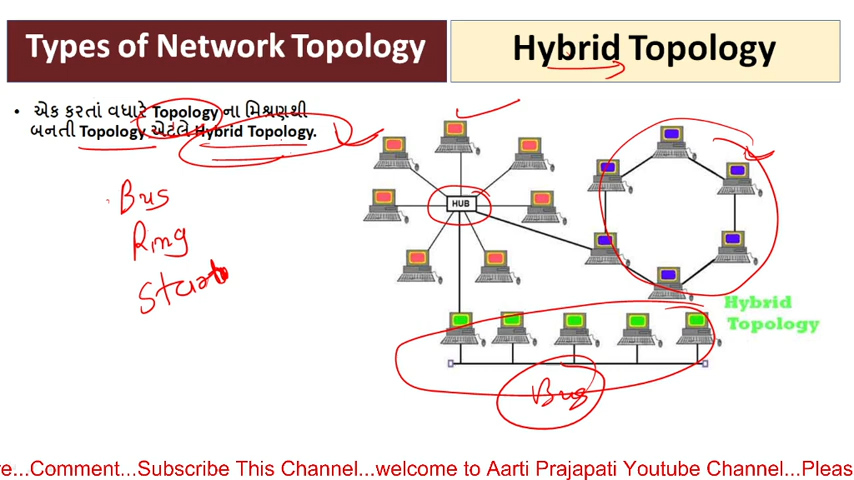 Types of Network Topology
Hybrid Topology
• એક કરતાં વધારે Topology ના મિશ્રણથી
બનતી Topology એટલે Hybrid Topology.
Bus
Ring
Star
HUB
Hybrid
Topology
Bus
re...Comment...Subscribe This Channel...welcome to Aarti Prajapati Youtube Channel...Pleas